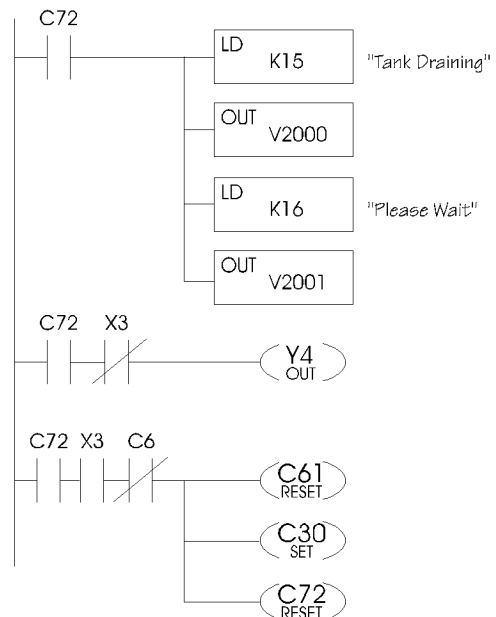 C72
LD K15 "Tank Draining"
OUT V2000
LD K16 "Please Wait"
OUT V2001
C72 X3
Y4
OUT
C72 X3 C6
C61
RESET
C30
SET
C72
RESET